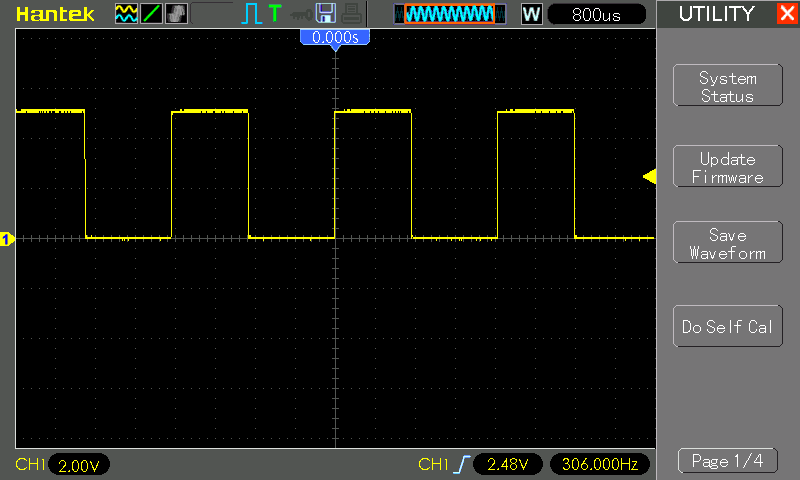 Hantek
T
W
800us
UTILITY
0.000s
System
Status
Update
Firmware
Save
Waveform
Do Self Cal
1
CH1 2.00V
CH1 2.48V 306.000Hz
Page 1/4